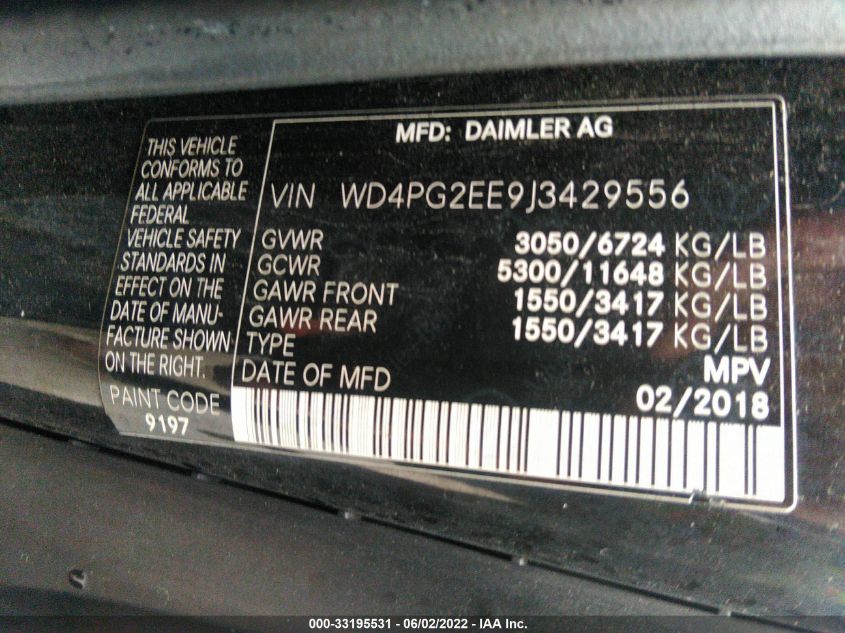 MFD: DAIMLER AG
THIS VEHICLE
CONFORMS TO
ALL APPLICABLE
FEDERAL
VEHICLE SAFETY
STANDARDS IN
EFFECT ON THE
DATE OF MANU-
FACTURE SHOWN
ON THE RIGHT.
PAINT CODE
9197
VIN WD4PG2EE9J3429556
GVWR 3050/6724 KG/LB
GCWR 5300/11648 KG/LB
GAWR FRONT 1550/3417 KG/LB
GAWR REAR 1550/3417 KG/LB
TYPE MPV
DATE OF MFD 02/2018
000-33195531 - 06/02/2022 - IAA Inc.